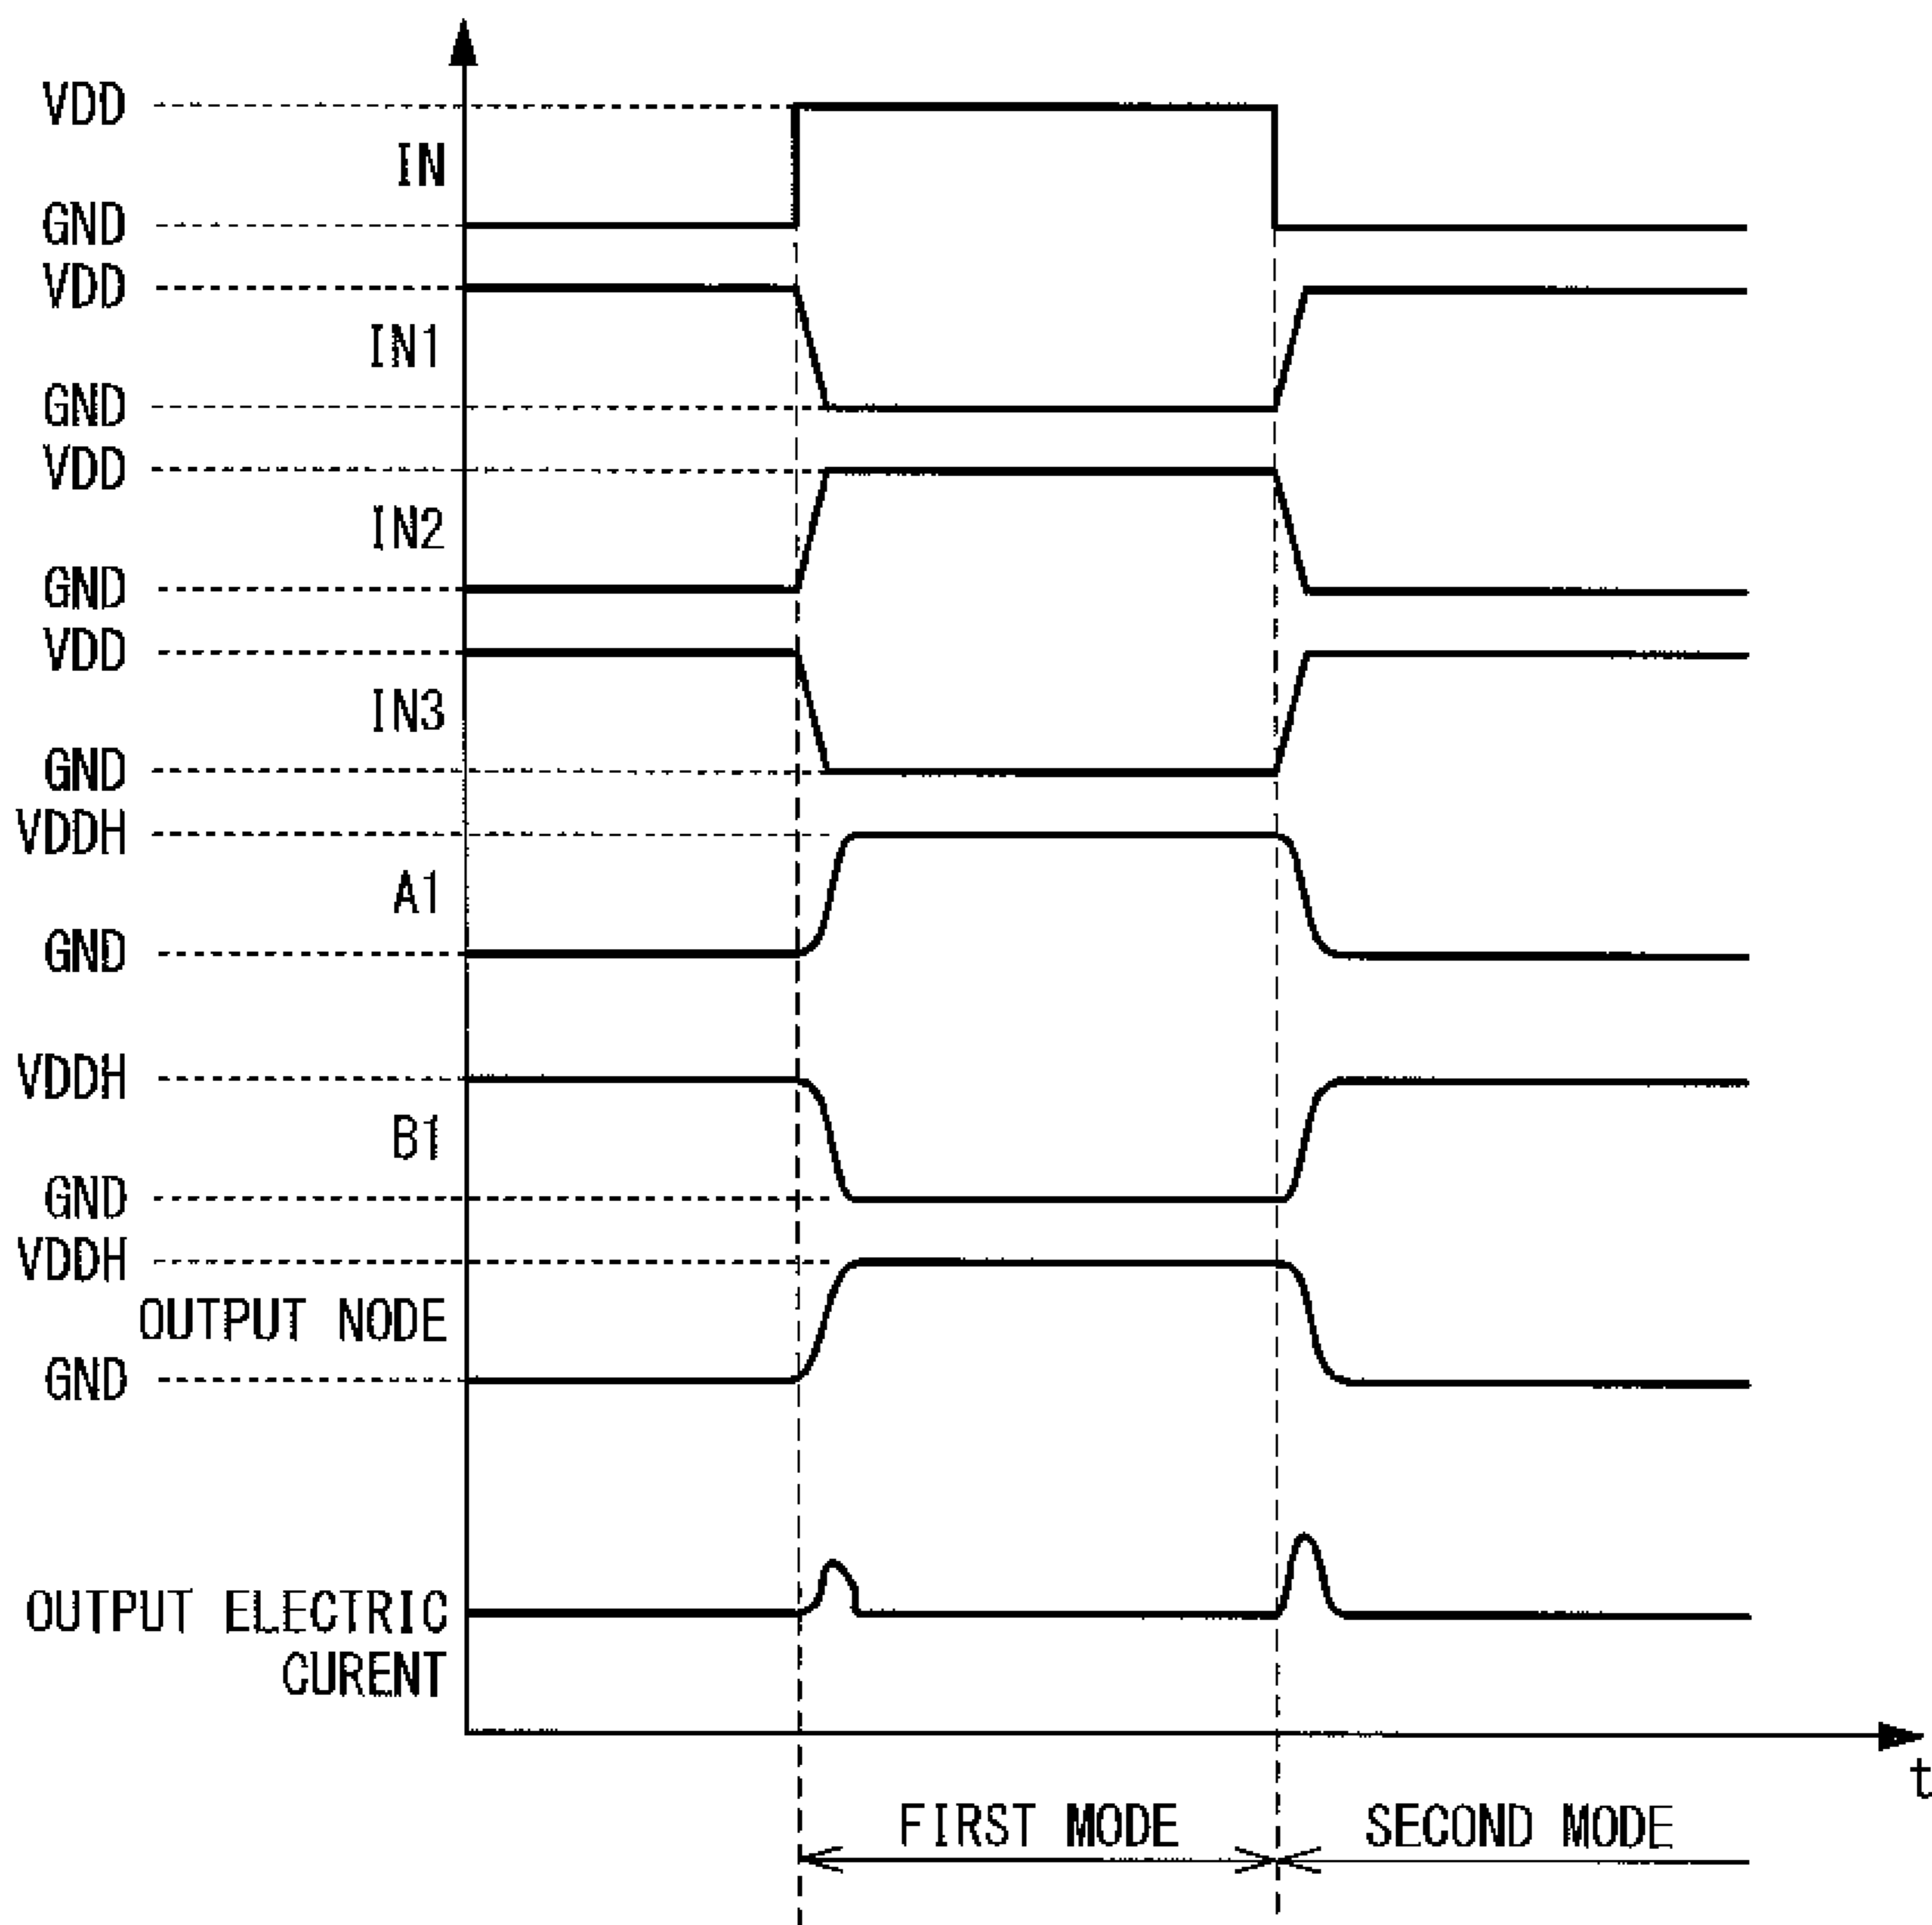 VDD
IN
GND
VDD
IN1
GND
VDD
IN2
GND
VDD
IN3
GND
VDDH
A1
GND
VDDH
B1
GND
VDDH
OUTPUT NODE
GND
OUTPUT ELECTRIC
CURENT
t
FIRST MODE
SECOND MODE